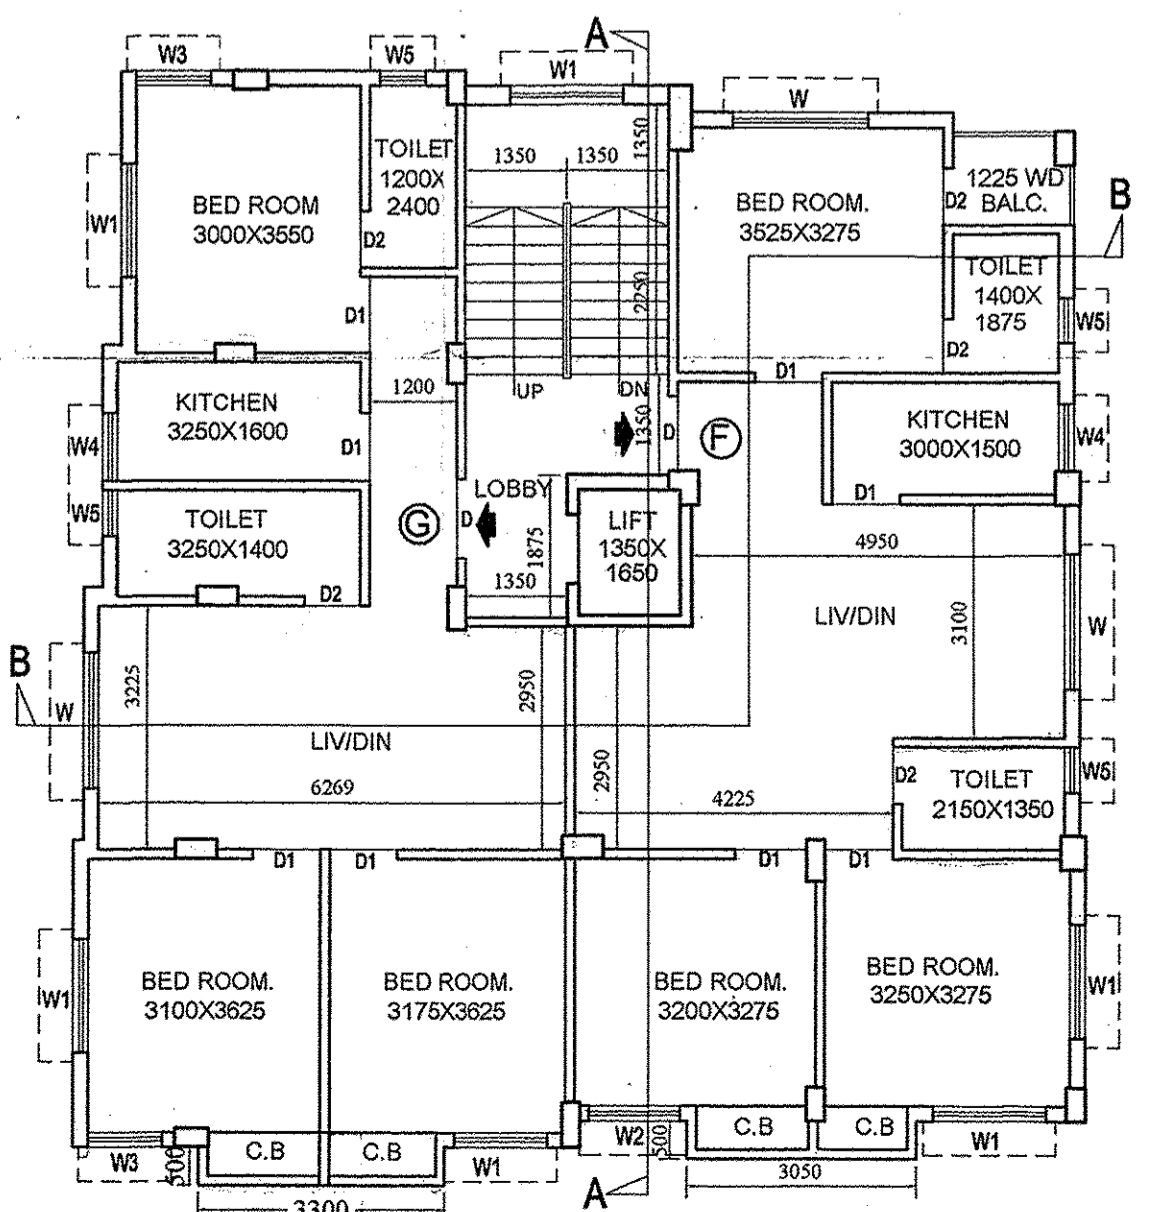 A
W3
W5
W1
W
1350
TOILET
1200X
2400
1350
1350
1225 WD
BALC.
D2
B
W1
BED ROOM
3000X3550
BED ROOM.
3525X3275
D2
TOILET
1400X
1875
2250
D1
W5
D2
D1
1200
UP
DN
KITCHEN
3250X1600
1350
D
F
KITCHEN
3000X1500
W4
D1
W4
LOBBY
D1
W5
TOILET
3250X1400
G
D
1875
LIFT
1350X
1650
4950
1350
D2
LIV/DIN
3100
W
B
3225
2950
W
LIV/DIN
2950
D2
TOILET
2150X1350
W5
6269
4225
D1
D1
D1
D1
W1
BED ROOM.
3100X3625
BED ROOM.
3175X3625
BED ROOM.
3200X3275
BED ROOM.
3250X3275
W1
C.B
C.B
W2
500
C.B
C.B
W1
W3
500
W1
3050
A
3300